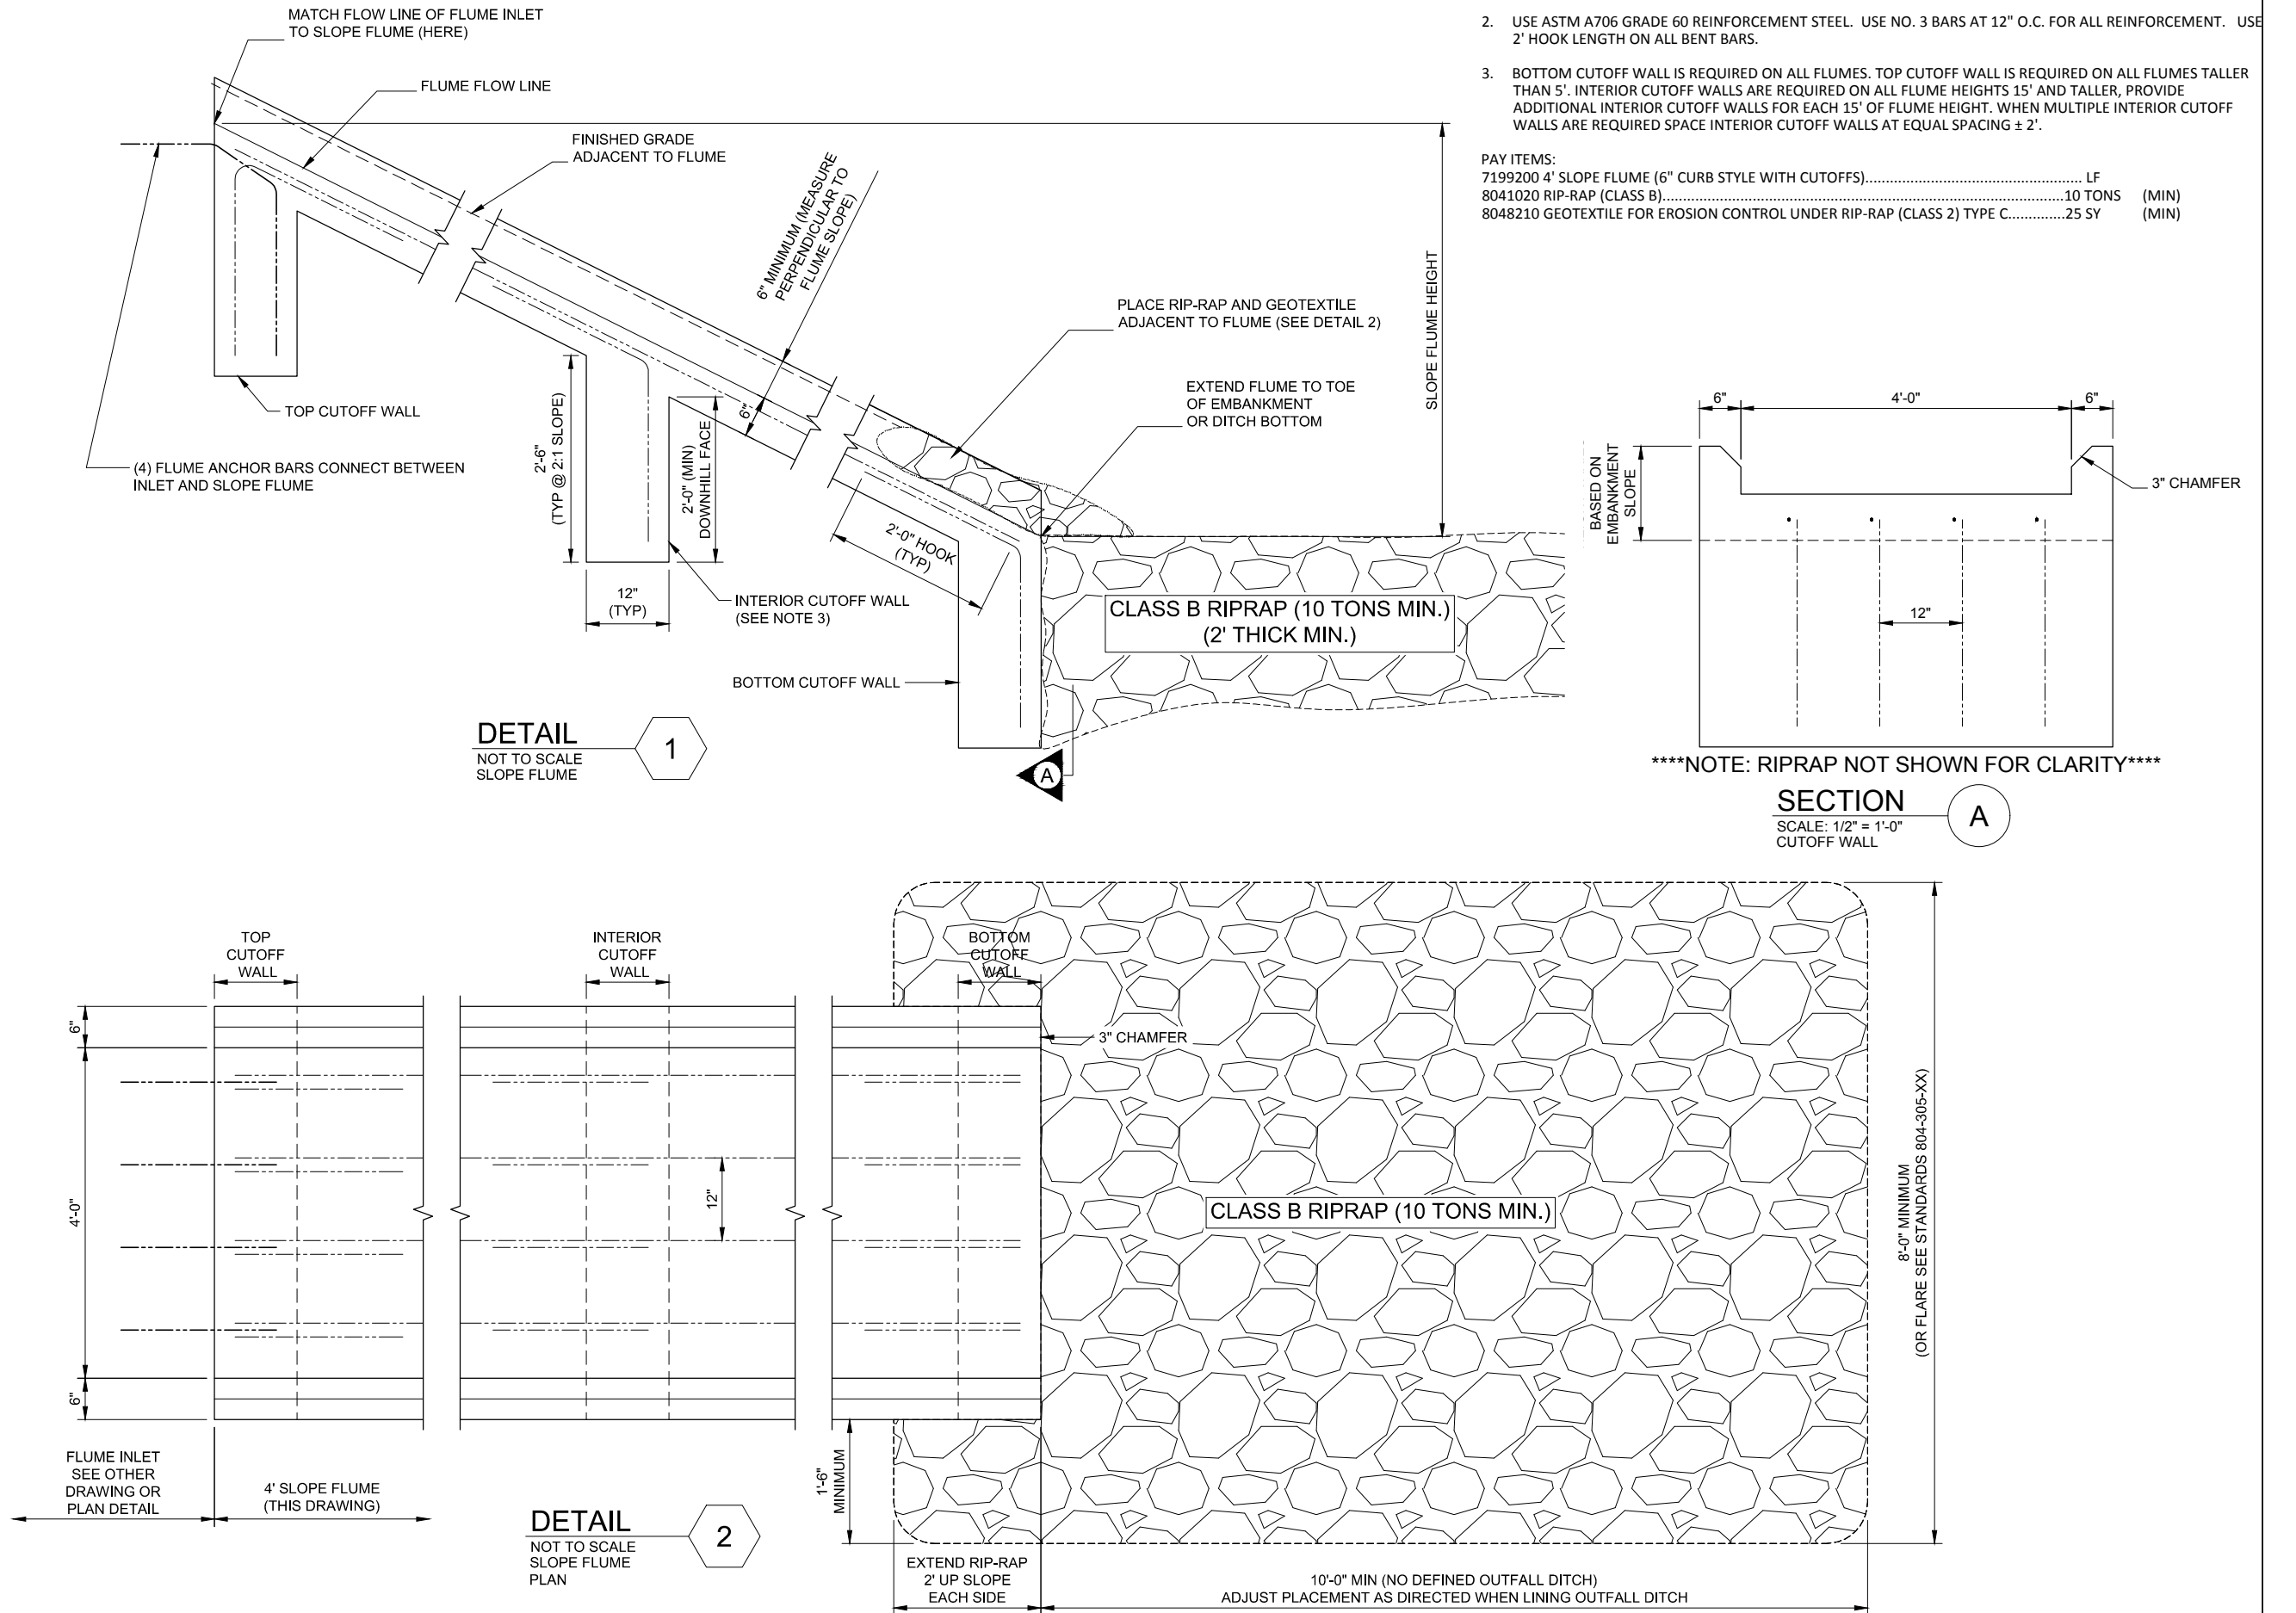 MATCH FLOW LINE OF FLUME INLET
TO SLOPE FLUME (HERE)
FLUME FLOW LINE
FINISHED GRADE
ADJACENT TO FLUME
6" MINIMUM (MEASURE
PERPENDICULAR TO
FLUME SLOPE)
6"
PLACE RIP-RAP AND GEOTEXTILE
ADJACENT TO FLUME (SEE DETAIL 2)
EXTEND FLUME TO TOE
OF EMBANKMENT
OR DITCH BOTTOM
SLOPE FLUME HEIGHT
TOP CUTOFF WALL
(4) FLUME ANCHOR BARS CONNECT BETWEEN
INLET AND SLOPE FLUME
2'-6"
(TYP @ 2:1 SLOPE)
2'-0" (MIN)
DOWNHILL FACE
12"
(TYP)
INTERIOR CUTOFF WALL
(SEE NOTE 3)
2'-0" HOOK
(TYP)
BOTTOM CUTOFF WALL
CLASS B RIPRAP (10 TONS MIN.)
(2' THICK MIN.)
A
DETAIL
NOT TO SCALE
SLOPE FLUME
1
2. USE ASTM A706 GRADE 60 REINFORCEMENT STEEL. USE NO. 3 BARS AT 12" O.C. FOR ALL REINFORCEMENT. USE
2' HOOK LENGTH ON ALL BENT BARS.
3. BOTTOM CUTOFF WALL IS REQUIRED ON ALL FLUMES. TOP CUTOFF WALL IS REQUIRED ON ALL FLUMES TALLER
THAN 5'. INTERIOR CUTOFF WALLS ARE REQUIRED ON ALL FLUME HEIGHTS 15' AND TALLER, PROVIDE
ADDITIONAL INTERIOR CUTOFF WALLS FOR EACH 15' OF FLUME HEIGHT. WHEN MULTIPLE INTERIOR CUTOFF
WALLS ARE REQUIRED SPACE INTERIOR CUTOFF WALLS AT EQUAL SPACING ± 2'.
PAY ITEMS:
7199200 4' SLOPE FLUME (6" CURB STYLE WITH CUTOFFS)................................................... LF
8041020 RIP-RAP (CLASS B)...............................................................................................10 TONS (MIN)
8048210 GEOTEXTILE FOR EROSION CONTROL UNDER RIP-RAP (CLASS 2) TYPE C.............25 SY (MIN)
6"
4'-0"
6"
BASED ON
EMBANKMENT
SLOPE
3" CHAMFER
12"
****NOTE: RIPRAP NOT SHOWN FOR CLARITY****
SECTION
SCALE: 1/2" = 1'-0"
CUTOFF WALL
A
TOP
CUTOFF
WALL
INTERIOR
CUTOFF
WALL
BOTTOM
CUTOFF
WALL
6"
4'-0"
6"
12"
3" CHAMFER
CLASS B RIPRAP (10 TONS MIN.)
8'-0" MINIMUM
(OR FLARE SEE STANDARDS 804-305-XX)
FLUME INLET
SEE OTHER
DRAWING OR
PLAN DETAIL
4' SLOPE FLUME
(THIS DRAWING)
1'-6"
MINIMUM
DETAIL
NOT TO SCALE
SLOPE FLUME
PLAN
2
EXTEND RIP-RAP
2' UP SLOPE
EACH SIDE
10'-0" MIN (NO DEFINED OUTFALL DITCH)
ADJUST PLACEMENT AS DIRECTED WHEN LINING OUTFALL DITCH